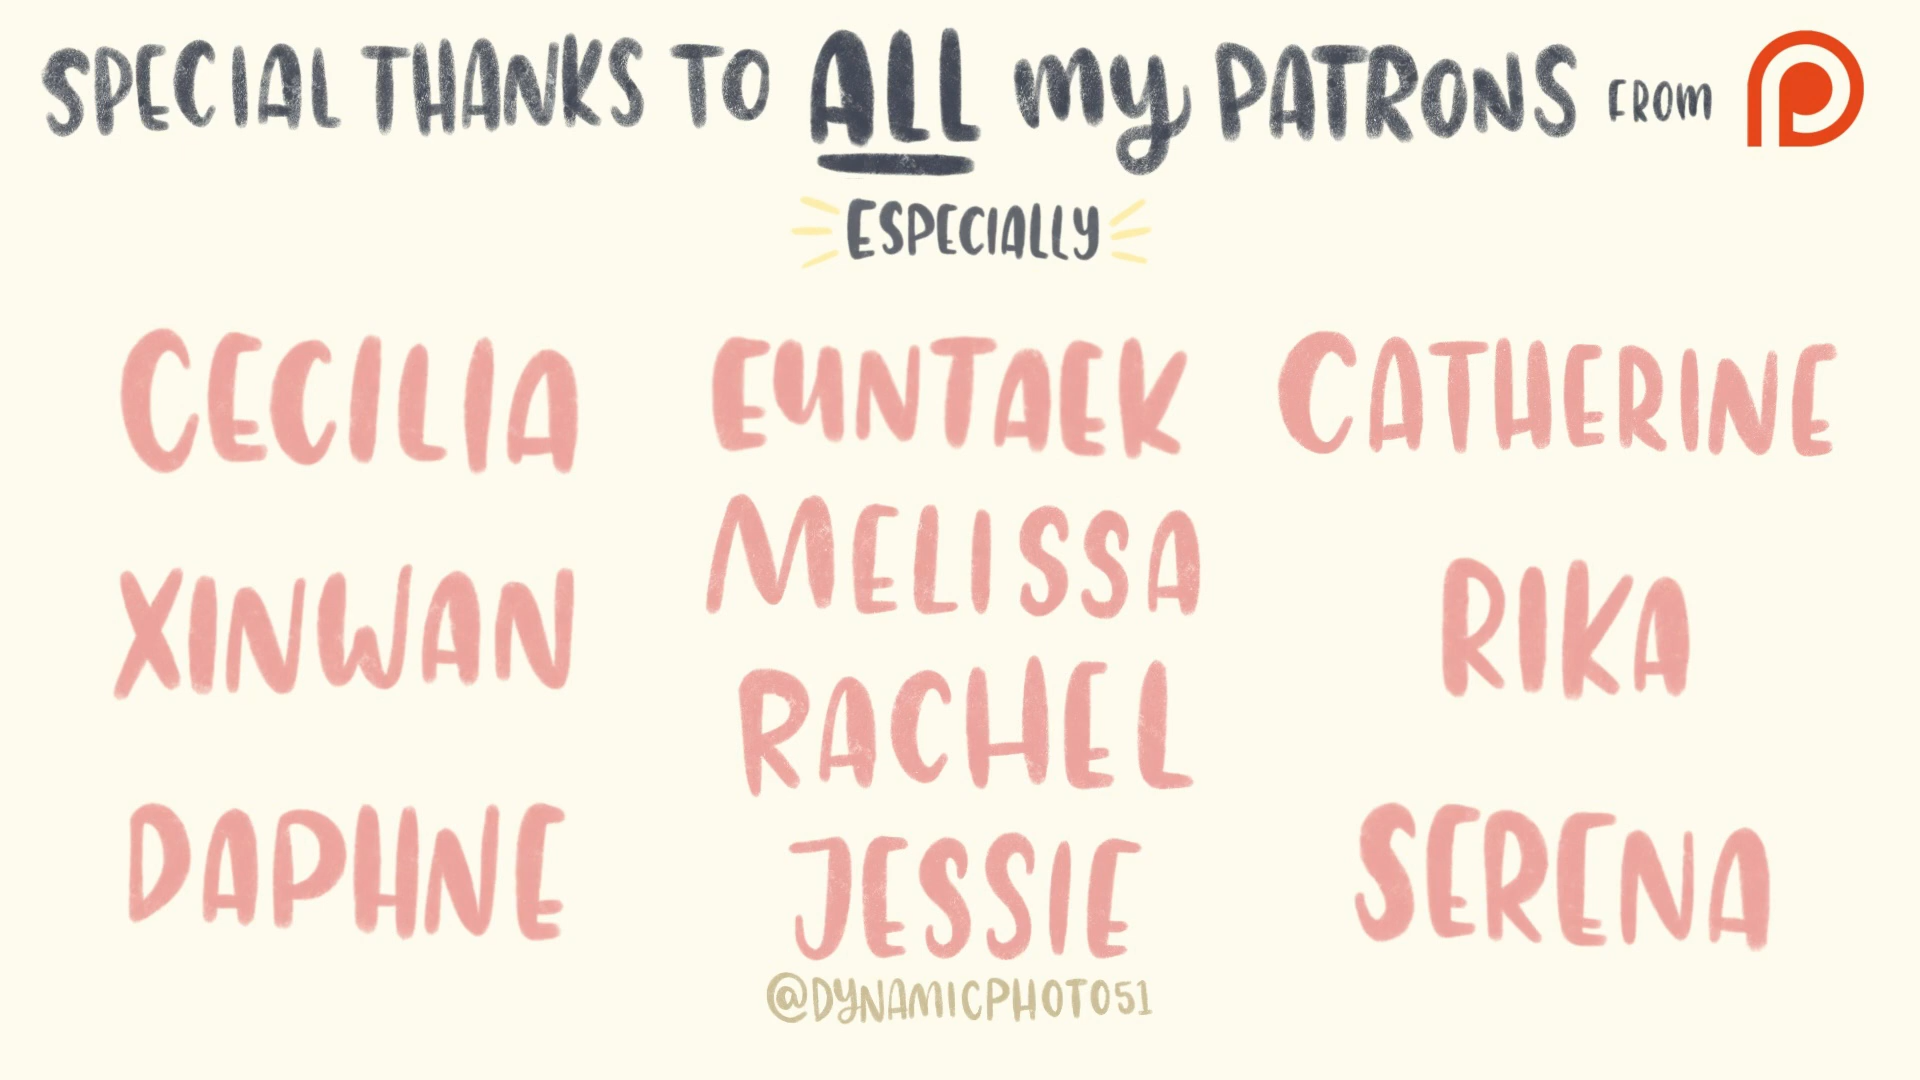 SPECIAL THANKS TO ALL my PATRONS FROM
ESPECIALLY
CECILIA EUNTAEK CATHERINE
MELISSA
XINWAN RIKA
RACHEL
DAPHNE JESSIE SERENA
@DYNAMICPHOTO51